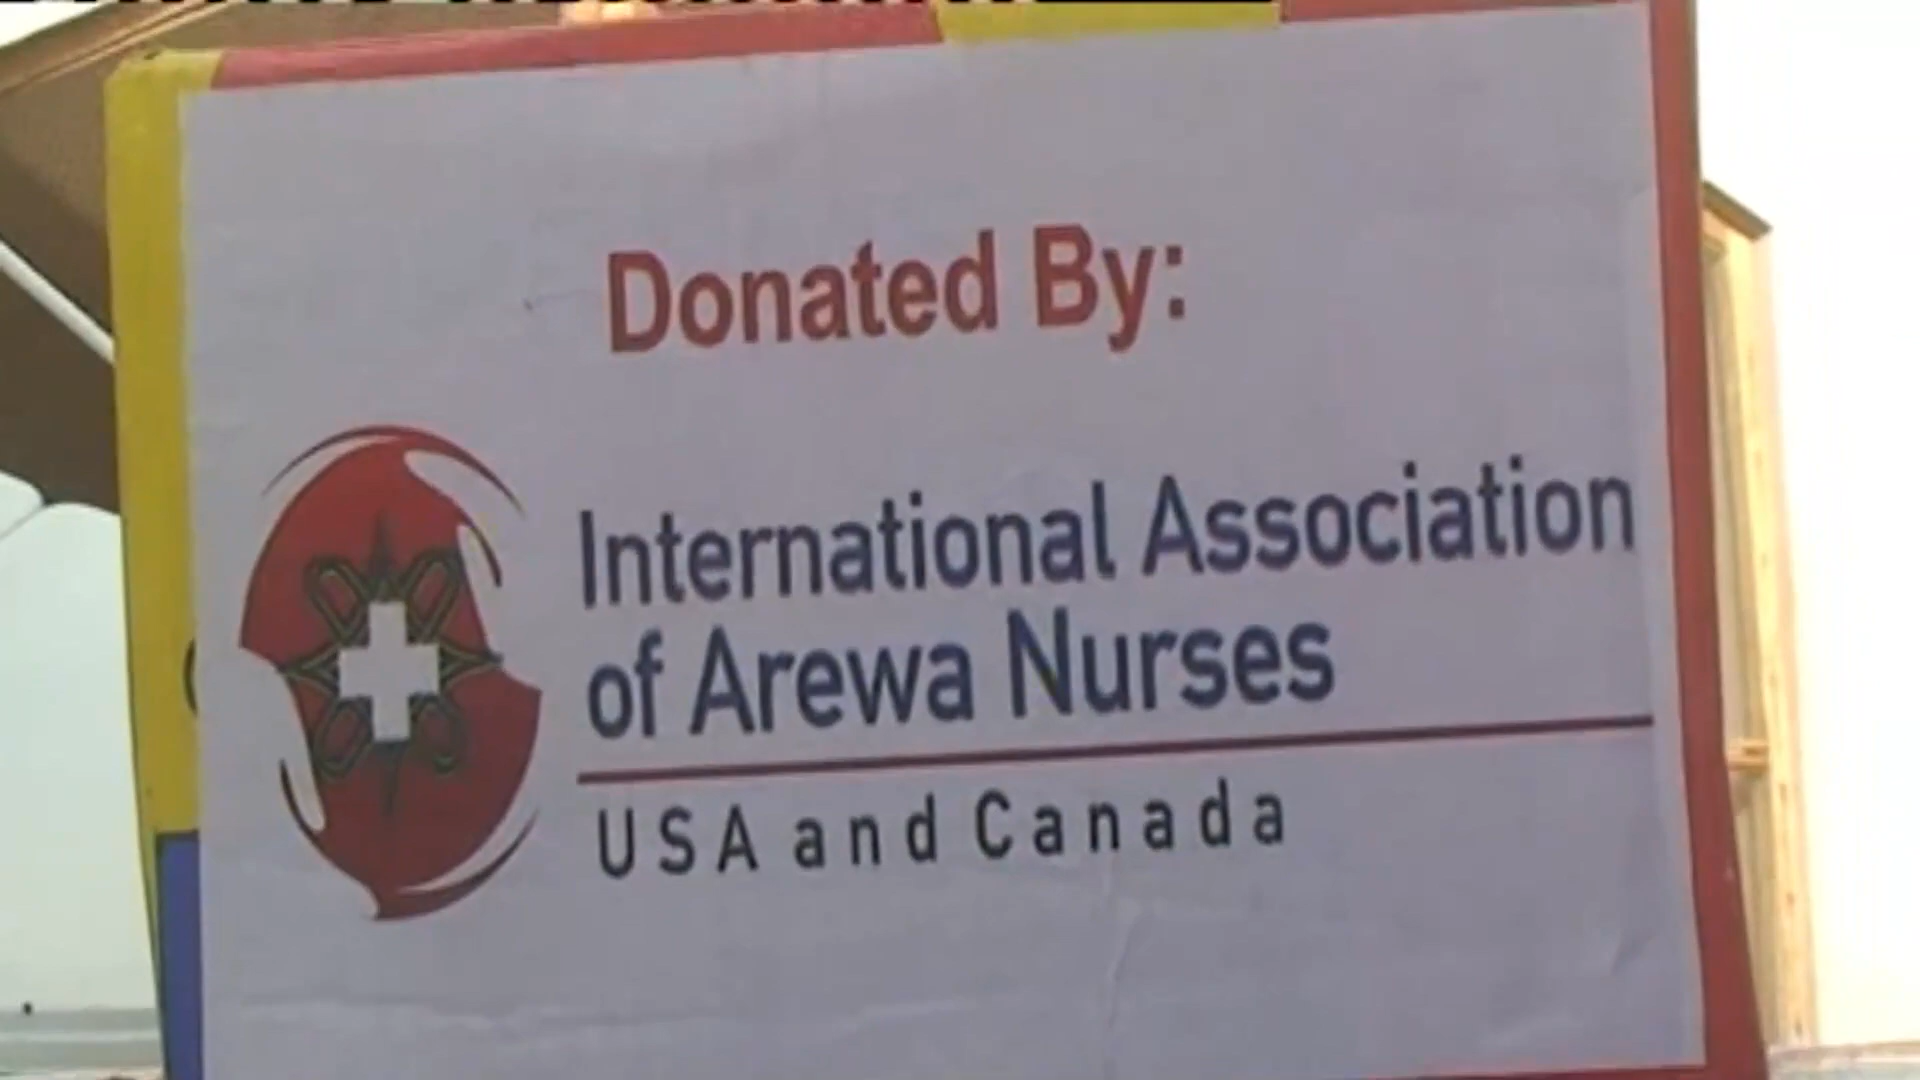 Donated By:
International Association
of Arewa Nurses
USA and Canada